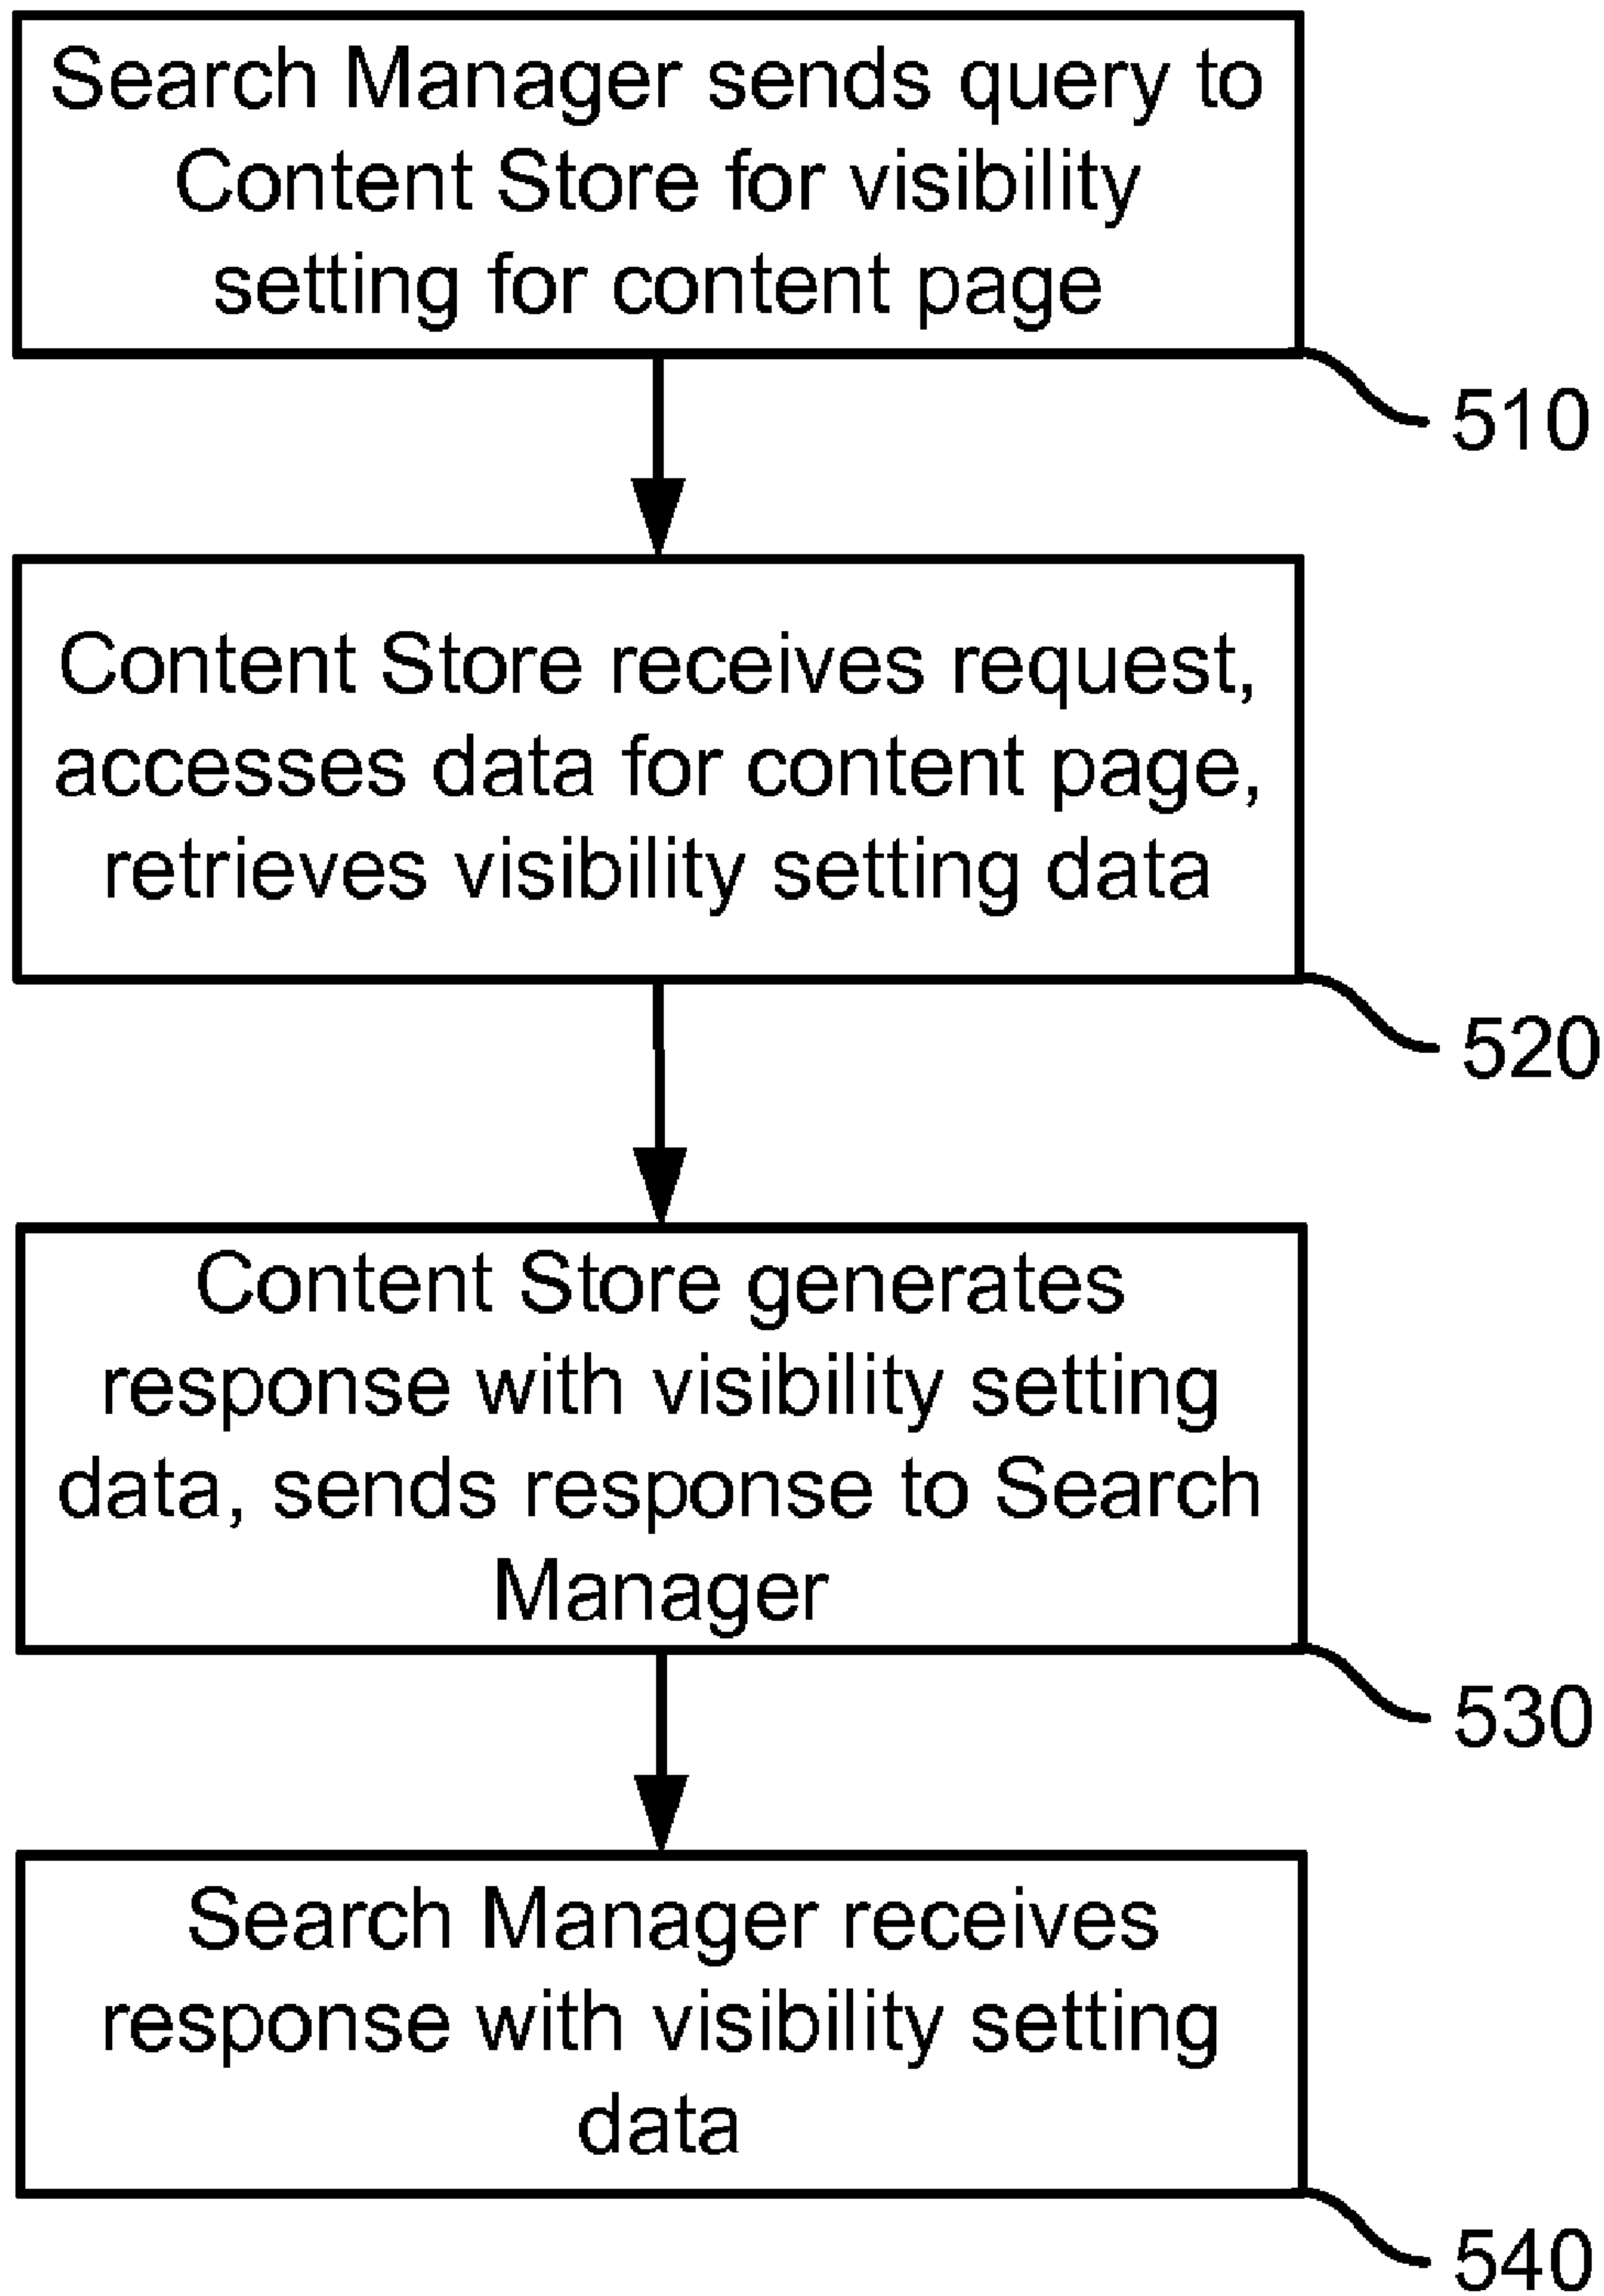 Search Manager sends query to
Content Store for visibility
setting for content page
510
Content Store receives request,
accesses data for content page,
retrieves visibility setting data
520
Content Store generates
response with visibility setting
data, sends response to Search
Manager
530
Search Manager receives
response with visibility setting
data
540